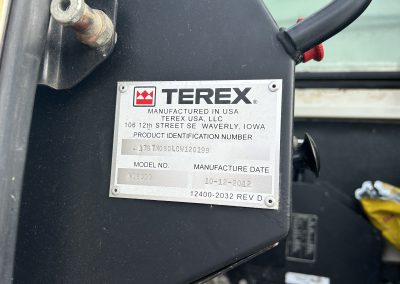 TEREX®
MANUFACTURED IN USA
TEREX USA, LLC
106 12th STREET SE WAVERLY, IOWA
PRODUCT IDENTIFICATION NUMBER
MODEL NO. MANUFACTURE DATE
10-12-2012
12400-2032 REV D